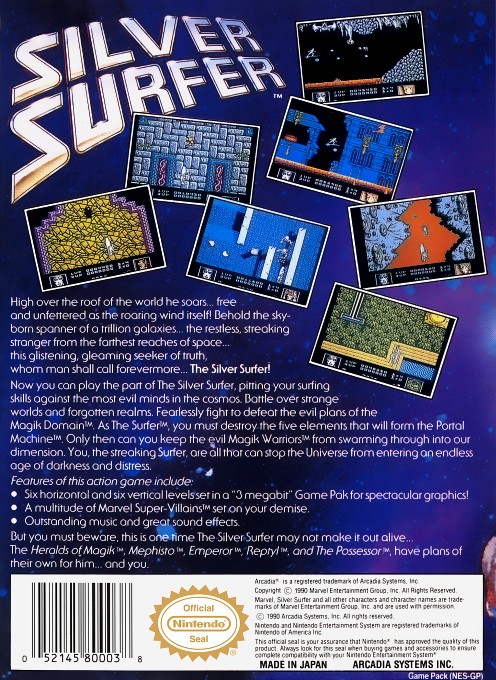 SILVER
SURFER™
High over the roof of the world he soars... free
and unfettered as the roaring wind itself! Behold the sky-
born spanner of a trillion galaxies... the restless, streaking
stranger from the farthest reaches of space...
this glistening, gleaming seeker of truth,
whom man shall call forevermore... The Silver Surfer!
Now you can play the part of The Silver Surfer, pitting your surfing
skills against the most evil minds in the cosmos. Battle over strange
worlds and forgotten realms. Fearlessly fight to defeat the evil plans of the
Magik Domain™. As The Surfer™, you must destroy the five elements that will form the Portal
Machine™. Only then can you keep the evil Magik Warriors™ from swarming through into our
dimension. You, the streaking Surfer, are all that can stop the Universe from entering an endless
age of darkness and distress.
Features of this action game include:
• Six horizontal and six vertical levels set in a "3 megabit" Game Pak for spectacular graphics!
• A multitude of Marvel Super-Villains™ set on your demise.
• Outstanding music and great sound effects.
But you must beware, this is one time The Silver Surfer may not make it out alive...
The Heralds of Magik™, Mephisto™, Emperor™, Reptyl™, and The Possessor™, have plans of
their own for him... and you.
0 52145 80003 8
Official
Nintendo®
Seal
Arcadia® is a registered trademark of Arcadia Systems, Inc.
Copyright © 1990 Marvel Entertainment Group, Inc. All Rights Reserved.
Marvel, Silver Surfer and all other characters and character names are trade-
marks of Marvel Entertainment Group, Inc. and are used with permission.
© 1990 Arcadia Systems, Inc. All rights reserved.
Nintendo and Nintendo Entertainment System are registered trademarks of
Nintendo of America Inc.
This official seal is your assurance that Nintendo® has approved the quality of this
product. Always look for this seal when buying games and accessories to ensure
complete compatibility with your Nintendo Entertainment System®
MADE IN JAPAN ARCADIA SYSTEMS INC.
Game Pack (NES-GP)